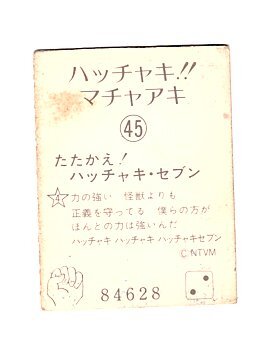 ハッチャキ!!
マチャアキ
45
たたかえ!
ハッチャキ・セブン
力の強い 怪獣よりも
正義を守ってる 僕らの方が
ほんとの力は強いんだ
ハッチャキ ハッチャキ ハッチャキセブン
©NTVM
84628